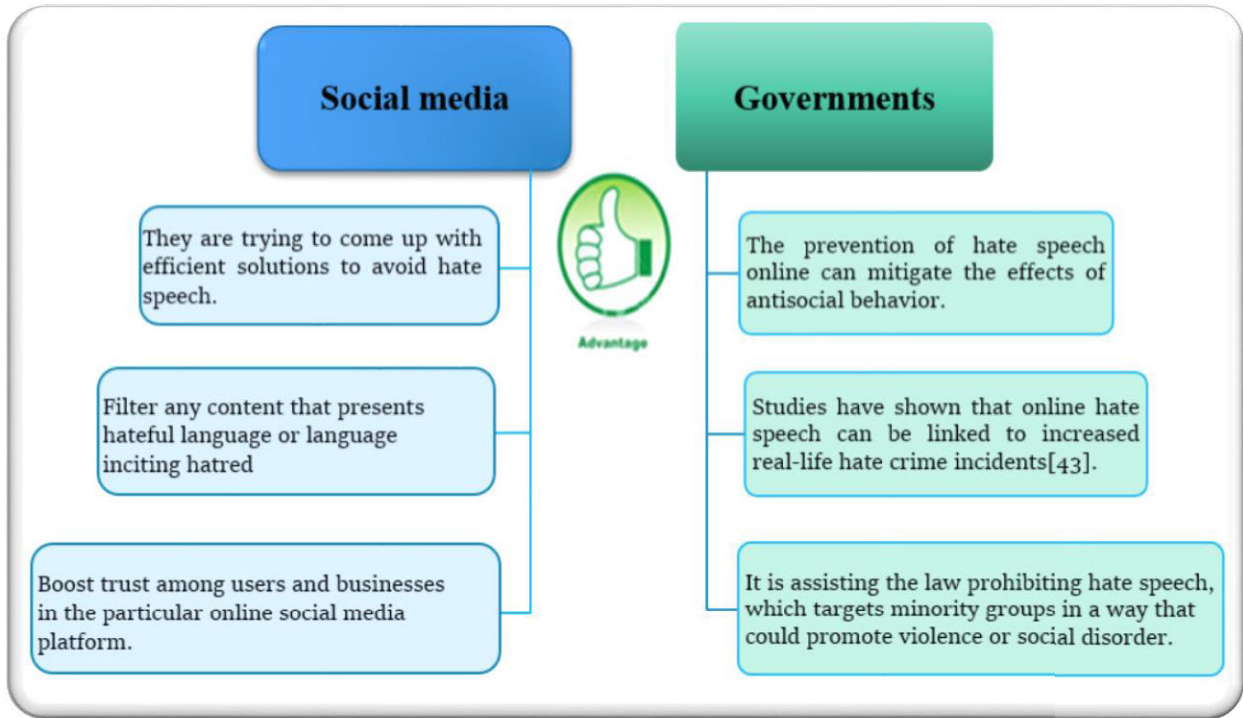 Social media
They are trying to come up with
efficient solutions to avoid hate
speech.
Filter any content that presents
hateful language or language
inciting hatred
Boost trust among users and businesses
in the particular online social media
platform.
Advantage
Governments
The prevention of hate speech
online can mitigate the effects of
antisocial behavior.
Studies have shown that online hate
speech can be linked to increased
real-life hate crime incidents[43].
It is assisting the law prohibiting hate speech,
which targets minority groups in a way that
could promote violence or social disorder.